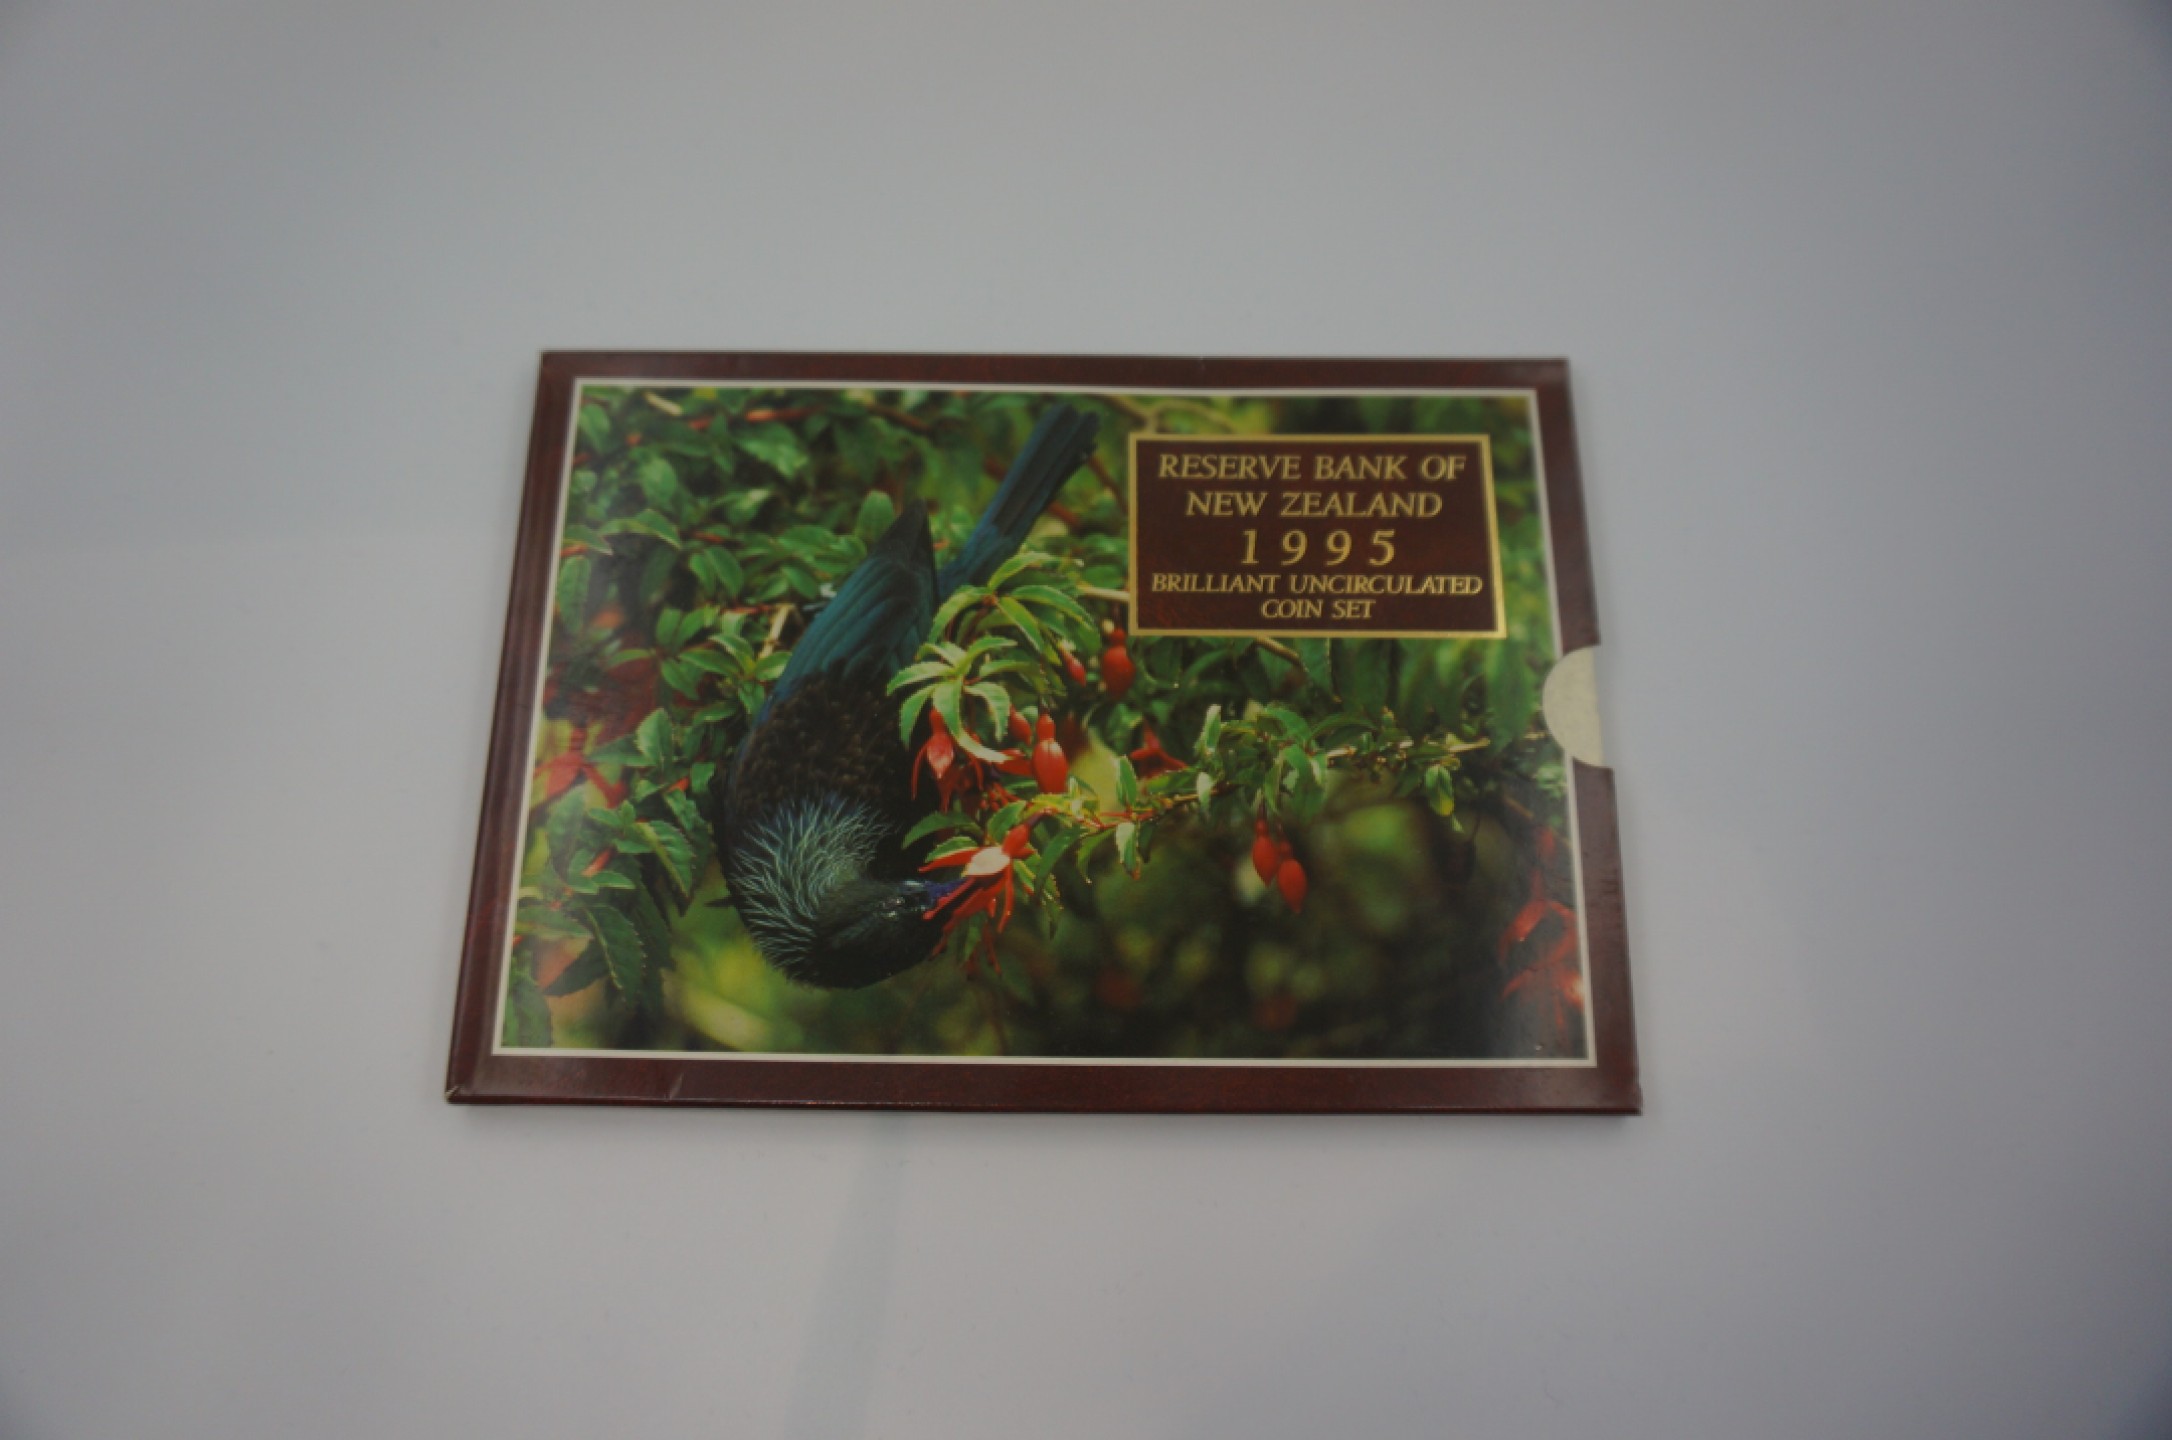 RESERVE BANK OF
NEW ZEALAND
1995
BRILLIANT UNCIRCULATED
COIN SET